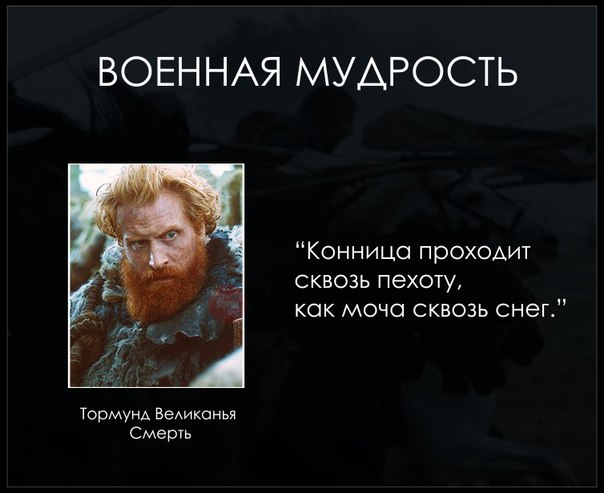 ВОЕННАЯ МУДРОСТЬ
“Конница проходит
сквозь пехоту,
как моча сквозь снег.”
Тормунд Великанья
Смерть